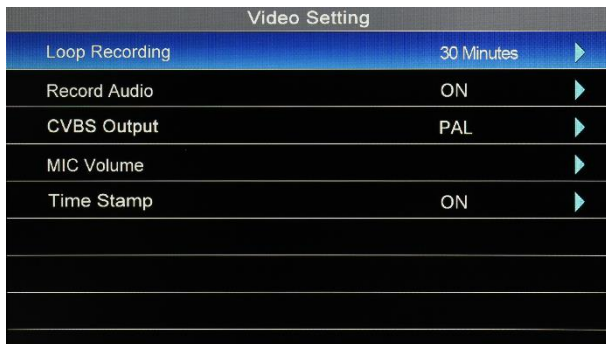 Video Setting
Loop Recording 30 Minutes
Record Audio ON
CVBS Output PAL
MIC Volume
Time Stamp ON